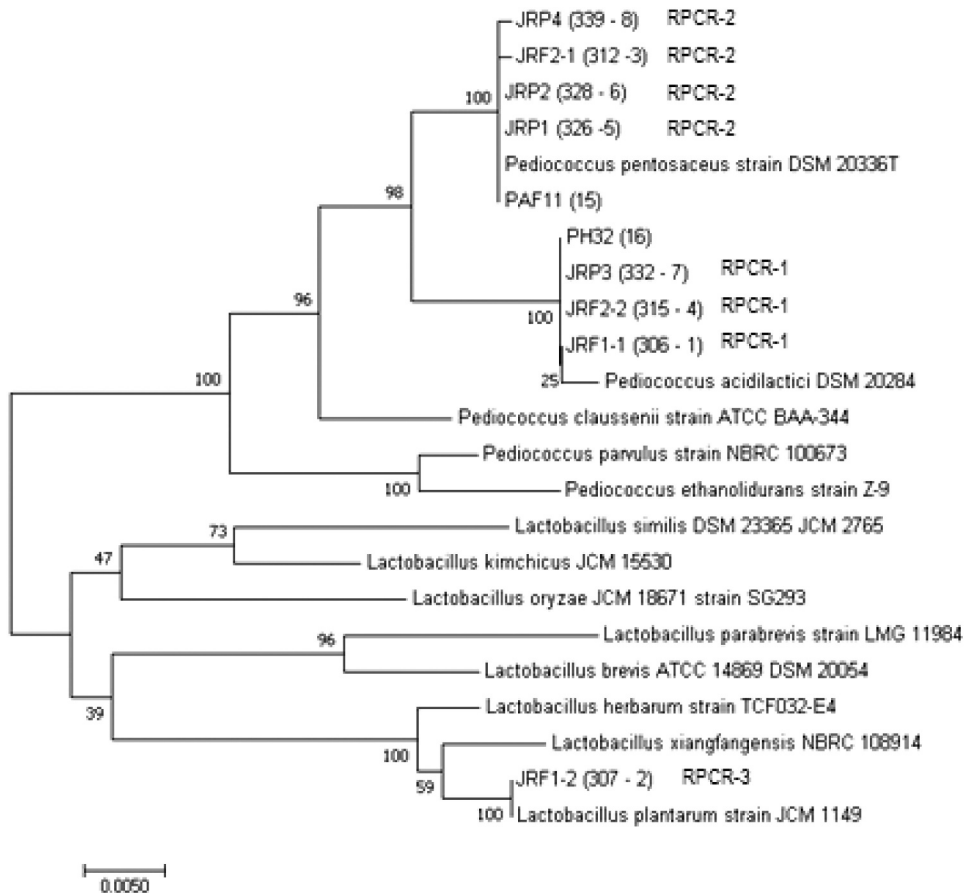 JRP4 (339 - 8) RPCR-2
JRF2-1 (312 -3) RPCR-2
JRP2 (328 - 6) RPCR-2
100
JRP1 (326 -5) RPCR-2
Pediococcus pentosaceus strain DSM 20336T
98
PAF11 (15)
PH32 (16)
JRP3 (332 - 7) RPCR-1
96
JRF2-2 (315 - 4) RPCR-1
100
JRF1-1 (306 - 1) RPCR-1
100
25
Pediococcus acidilactici DSM 20284
Pediococcus claussenii strain ATCC BAA-344
Pediococcus parvulus strain NBRC 100673
100
Pediococcus ethanolidurans strain Z-9
73
Lactobacillus similis DSM 23365 JCM 2765
47
Lactobacillus kimchicus JCM 15530
Lactobacillus oryzae JCM 18671 strain SG293
96
Lactobacillus parabrevis strain LMG 11984
Lactobacillus brevis ATCC 14869 DSM 20054
39
Lactobacillus herbarum strain TCF032-E4
100
Lactobacillus xiangfangensis NBRC 108914
59
JRF1-2 (307 - 2) RPCR-3
100
Lactobacillus plantarum strain JCM 1149
0.0050